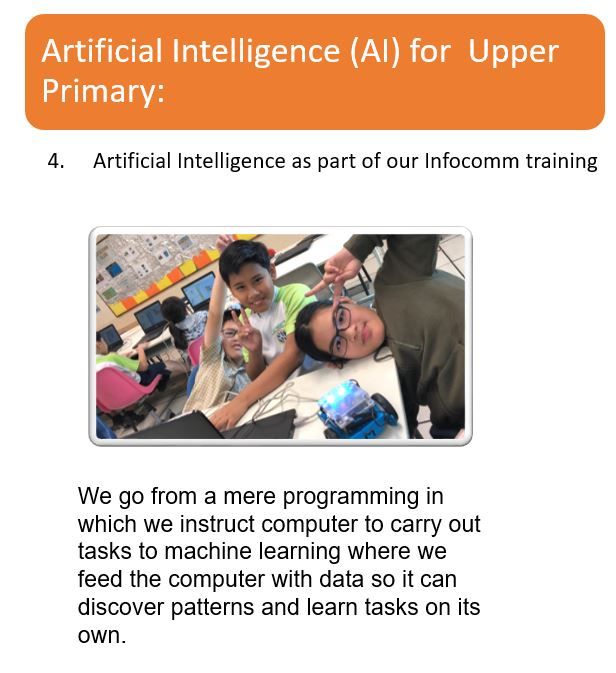 Artificial Intelligence (AI) for  Upper
Primary:
4. Artificial Intelligence as part of our Infocomm training
We go from a mere programming in
which we instruct computer to carry out
tasks to machine learning where we
feed the computer with data so it can
discover patterns and learn tasks on its
own.